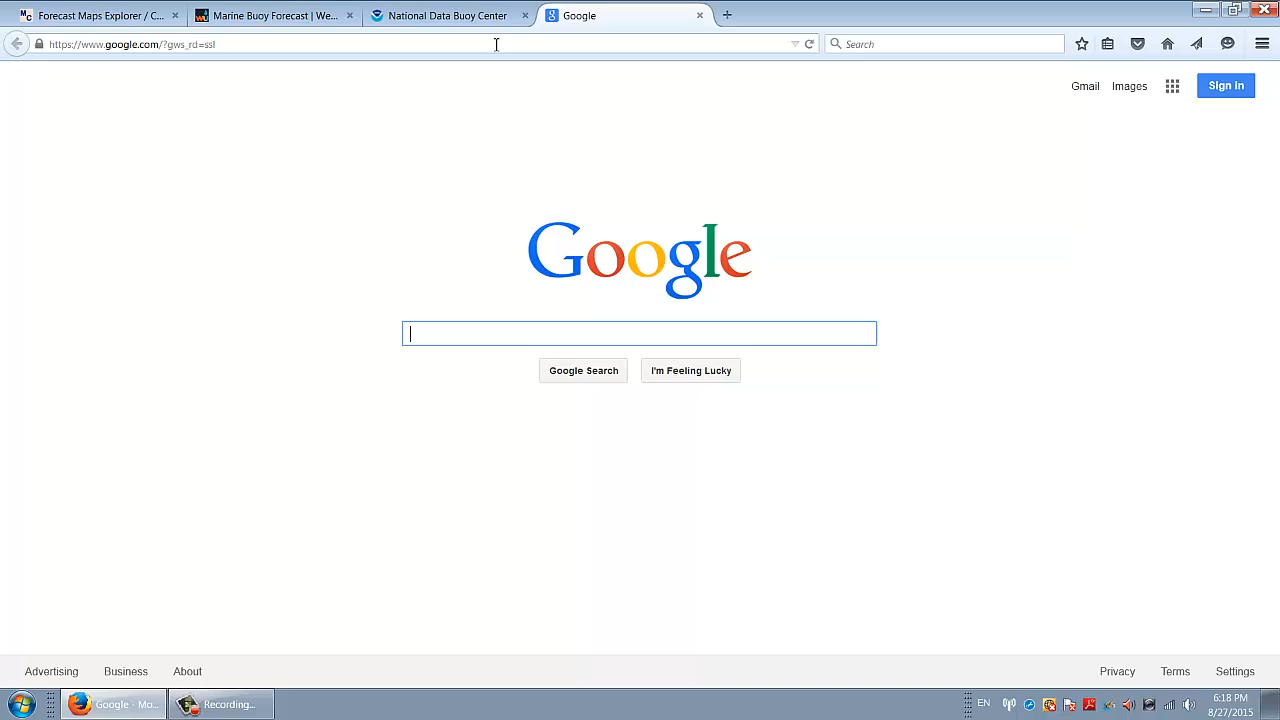 Forecast Maps Explorer / C...
Marine Buoy Forecast | We...
National Data Buoy Center
Google
https://www.google.com/?gws_rd=ssl
Search
Gmail
Images
Sign in
Google
Google Search
I'm Feeling Lucky
Advertising
Business
About
Privacy
Terms
Settings
Google - Mo...
Recording...
EN
6:18 PM
8/27/2015